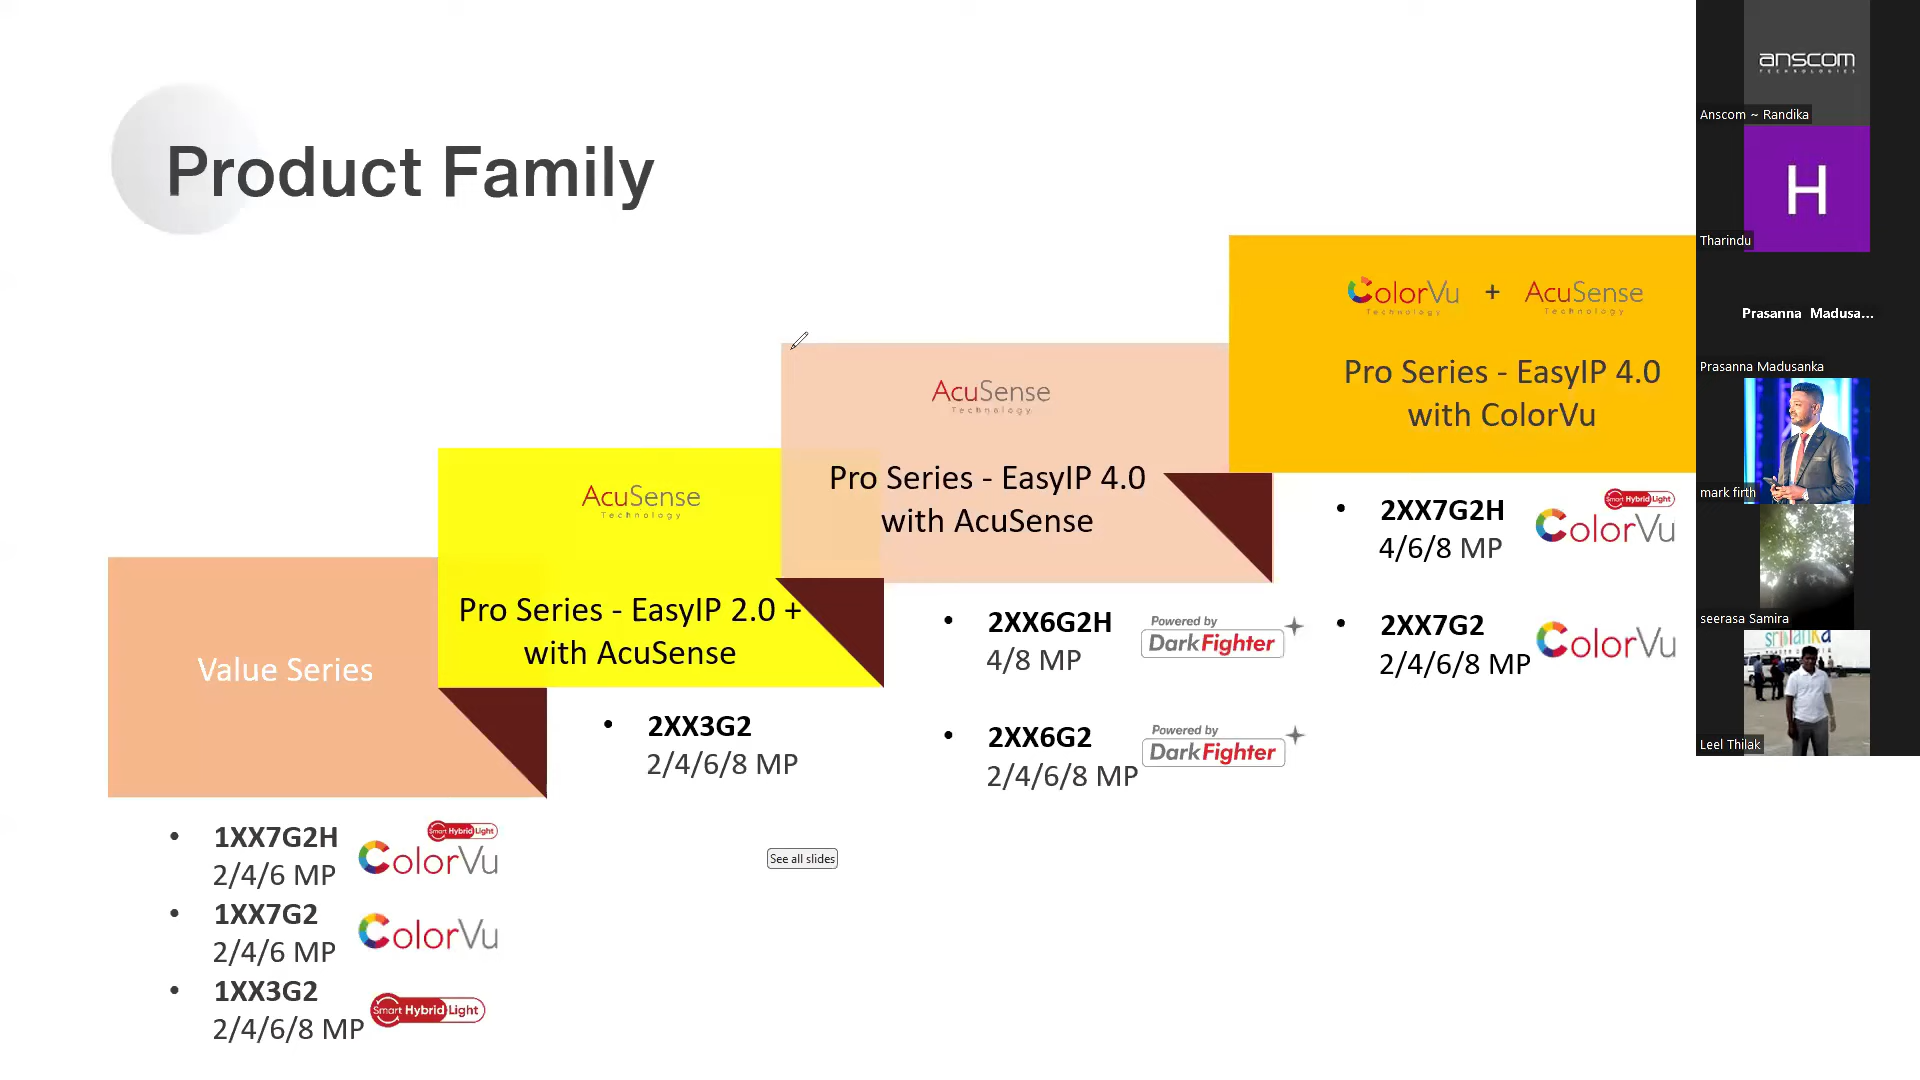 Product Family
ColorVu + AcuSense
Technology Technology
Pro Series - EasyIP 4.0
with ColorVu
AcuSense
Technology
Pro Series - EasyIP 4.0
with AcuSense
AcuSense
Technology
Pro Series - EasyIP 2.0 +
with AcuSense
Value Series
2XX7G2H
4/6/8 MP
Smart Hybrid Light
ColorVu
2XX7G2
2/4/6/8 MP
ColorVu
2XX6G2H
4/8 MP
Powered by
DarkFighter
2XX6G2
2/4/6/8 MP
Powered by
DarkFighter
2XX3G2
2/4/6/8 MP
1XX7G2H
2/4/6 MP
Smart Hybrid Light
ColorVu
1XX7G2
2/4/6 MP
ColorVu
1XX3G2
2/4/6/8 MP
Smart Hybrid Light
See all slides
anscom
TECHNOLOGIES
Anscom ~ Randika
H
Tharindu
Prasanna Madusa...
Prasanna Madusanka
mark firth
seerasa Samira
srilanka
Leel Thilak